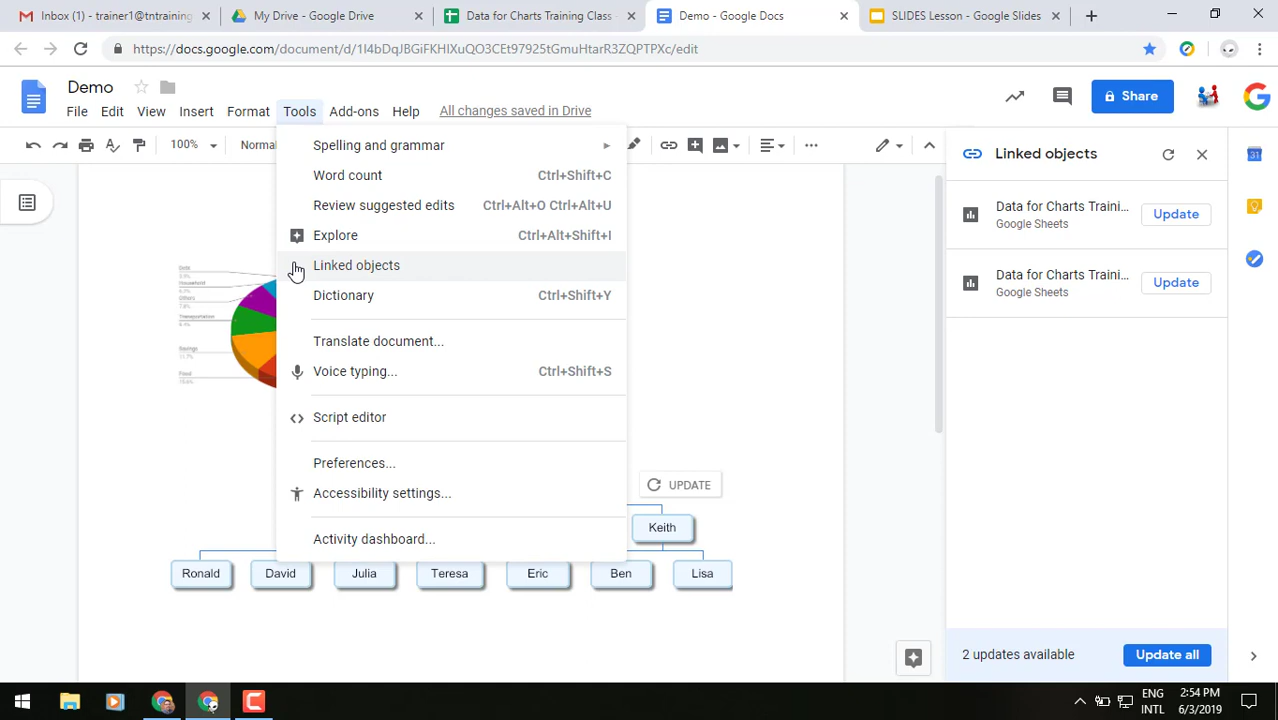 Inbox (1) - trainer1@tntraining
My Drive - Google Drive
Data for Charts Training Class -
Demo - Google Docs
SLIDES Lesson - Google Slides
https://docs.google.com/document/d/1I4bDqJBGiFKHIXuQO3CEt97925tGmuHtarR3ZQPTPXc/edit
Demo
File Edit View Insert Format Tools Add-ons Help All changes saved in Drive
Share
100% Normal
Spelling and grammar
Word count Ctrl+Shift+C
Review suggested edits Ctrl+Alt+O Ctrl+Alt+U
Explore Ctrl+Alt+Shift+I
Linked objects
Dictionary Ctrl+Shift+Y
Translate document...
Voice typing... Ctrl+Shift+S
Script editor
Preferences...
Accessibility settings...
Activity dashboard...
Household
Transportation
Savings
Food
UPDATE
Keith
Ronald David Julia Teresa Eric Ben Lisa
Linked objects
Data for Charts Traini...
Google Sheets
Update
Data for Charts Traini...
Google Sheets
Update
2 updates available
Update all
ENG
INTL
2:54 PM
6/3/2019